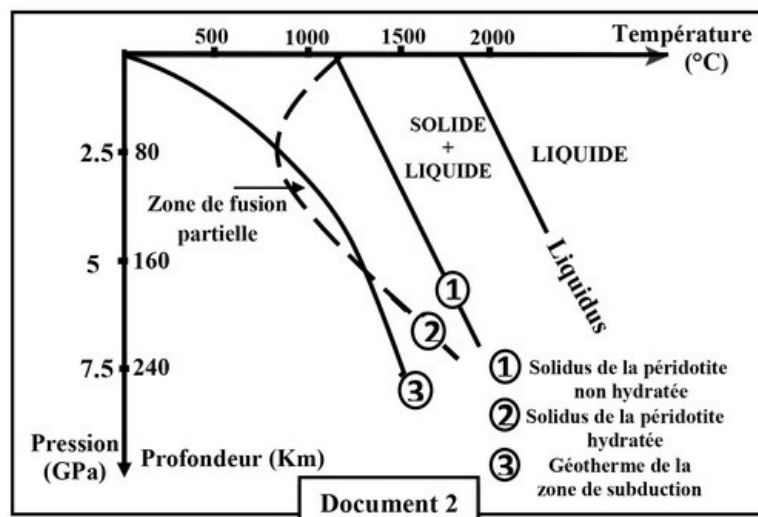 500 1000 1500 2000 Température
(°C)
SOLIDE
+
LIQUIDE
LIQUIDE
2.5 80
Zone de fusion
partielle
5 160
Liquidus
1
2
7.5 240
3
1 Solidus de la péridotite
non hydratée
2 Solidus de la péridotite
hydratée
3 Géotherme de la
zone de subduction
Pression
(GPa)
Profondeur (Km)
Document 2